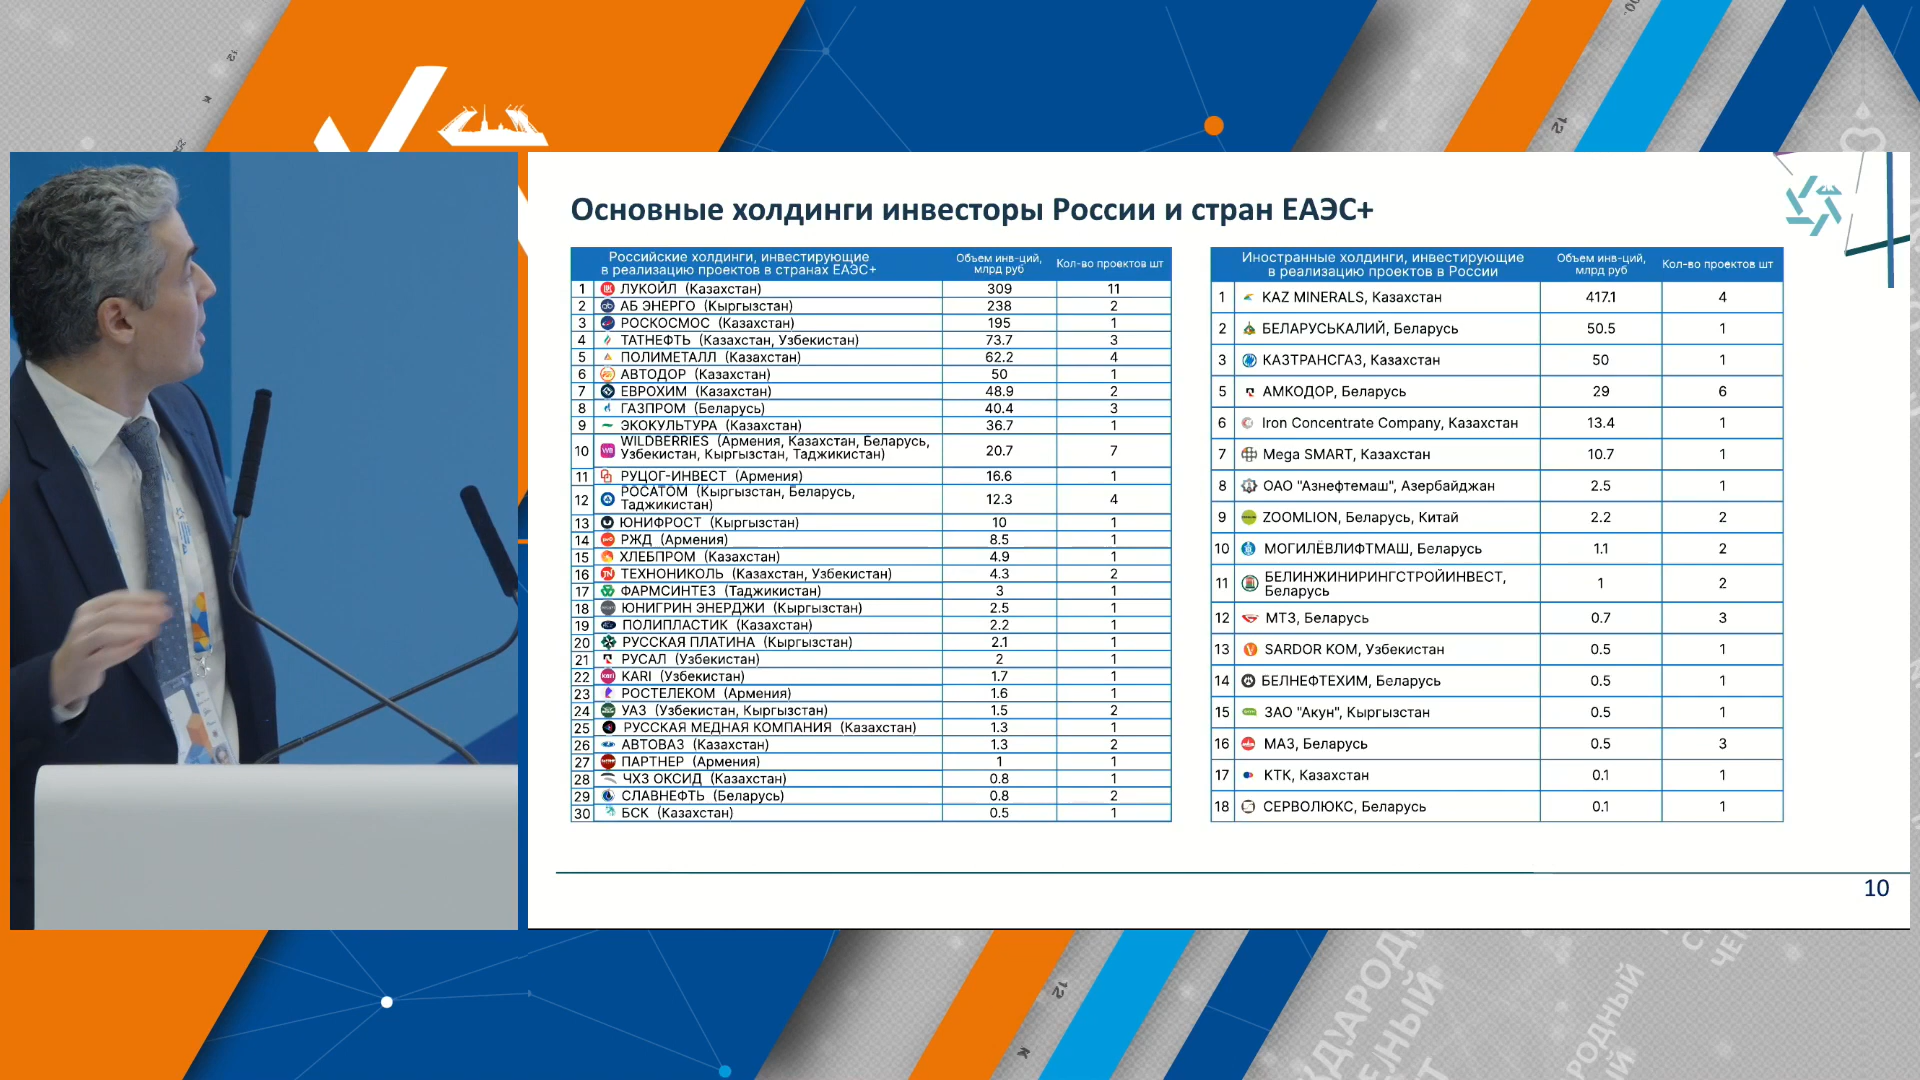 Основные холдинги инвесторы России и стран ЕАЭС+
Российские холдинги, инвестирующие
в реализацию проектов в странах ЕАЭС+
Объем инв-ций,
млрд руб
Кол-во проектов шт
1 ЛУКОЙЛ (Казахстан) 309 11
2 АБ ЭНЕРГО (Кыргызстан) 238 2
3 РОСКОСМОС (Казахстан) 195 1
4 ТАТНЕФТЬ (Казахстан, Узбекистан) 73.7 3
5 ПОЛИМЕТАЛЛ (Казахстан) 62.2 4
6 АВТОДОР (Казахстан) 50 1
7 ЕВРОХИМ (Казахстан) 48.9 2
8 ГАЗПРОМ (Беларусь) 40.4 3
9 ЭКОКУЛЬТУРА (Казахстан) 36.7 1
10 WILDBERRIES (Армения, Казахстан, Беларусь,
Узбекистан, Кыргызстан, Таджикистан) 20.7 7
11 РУЦОГ-ИНВЕСТ (Армения) 16.6 1
12 РОСАТОМ (Кыргызстан, Беларусь,
Таджикистан) 12.3 4
13 ЮНИФРОСТ (Кыргызстан) 10 1
14 РЖД (Армения) 8.5 1
15 ХЛЕБПРОМ (Казахстан) 4.9 1
16 ТЕХНОНИКОЛЬ (Казахстан, Узбекистан) 4.3 2
17 ФАРМСИНТЕЗ (Таджикистан) 3 1
18 ЮНИГРИН ЭНЕРДЖИ (Кыргызстан) 2.5 1
19 ПОЛИПЛАСТИК (Казахстан) 2.2 1
20 РУССКАЯ ПЛАТИНА (Кыргызстан) 2.1 1
21 РУСАЛ (Узбекистан) 2 1
22 KARI (Узбекистан) 1.7 1
23 РОСТЕЛЕКОМ (Армения) 1.6 1
24 УАЗ (Узбекистан, Кыргызстан) 1.5 2
25 РУССКАЯ МЕДНАЯ КОМПАНИЯ (Казахстан) 1.3 1
26 АВТОВАЗ (Казахстан) 1.3 2
27 ПАРТНЕР (Армения) 1 1
28 ЧХЗ ОКСИД (Казахстан) 0.8 1
29 СЛАВНЕФТЬ (Беларусь) 0.8 2
30 БСК (Казахстан) 0.5 1
Иностранные холдинги, инвестирующие
в реализацию проектов в России
Объем инв-ций,
млрд руб
Кол-во проектов шт
1 KAZ MINERALS, Казахстан 417.1 4
2 БЕЛАРУСЬКАЛИЙ, Беларусь 50.5 1
3 КАЗТРАНСГАЗ, Казахстан 50 1
5 АМКОДОР, Беларусь 29 6
6 Iron Concentrate Company, Казахстан 13.4 1
7 Mega SMART, Казахстан 10.7 1
8 ОАО "Азнефтемаш", Азербайджан 2.5 1
9 ZOOMLION, Беларусь, Китай 2.2 2
10 МОГИЛЁВЛИФТМАШ, Беларусь 1.1 2
11 БЕЛИНЖИНИРИНГСТРОЙИНВЕСТ,
Беларусь 1 2
12 МТЗ, Беларусь 0.7 3
13 SARDOR KOM, Узбекистан 0.5 1
14 БЕЛНЕФТЕХИМ, Беларусь 0.5 1
15 ЗАО "Акун", Кыргызстан 0.5 1
16 МАЗ, Беларусь 0.5 3
17 КТК, Казахстан 0.1 1
18 СЕРВОЛЮКС, Беларусь 0.1 1
10